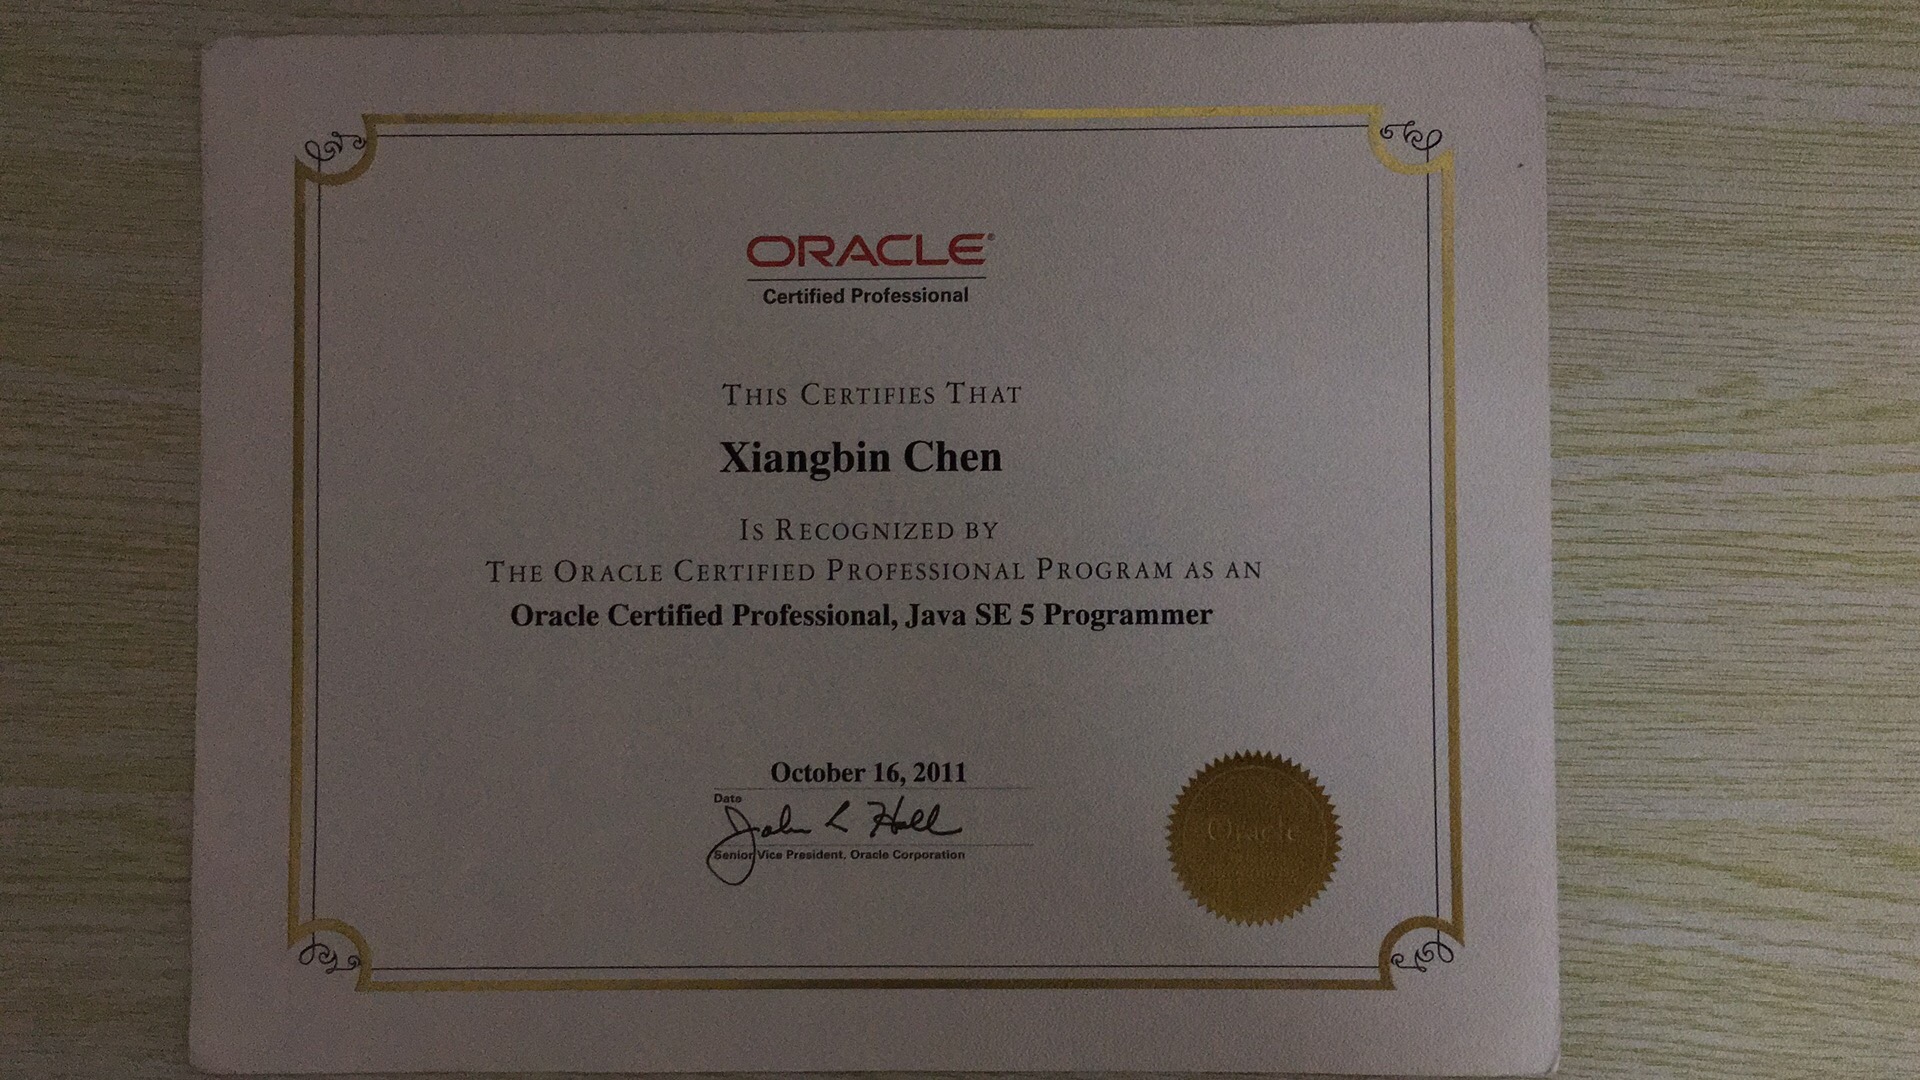 ORACLE®
Certified Professional
THIS CERTIFIES THAT
Xiangbin Chen
IS RECOGNIZED BY
THE ORACLE CERTIFIED PROFESSIONAL PROGRAM AS AN
Oracle Certified Professional, Java SE 5 Programmer
October 16, 2011
Date
John L Hall
Senior Vice President, Oracle Corporation
Oracle